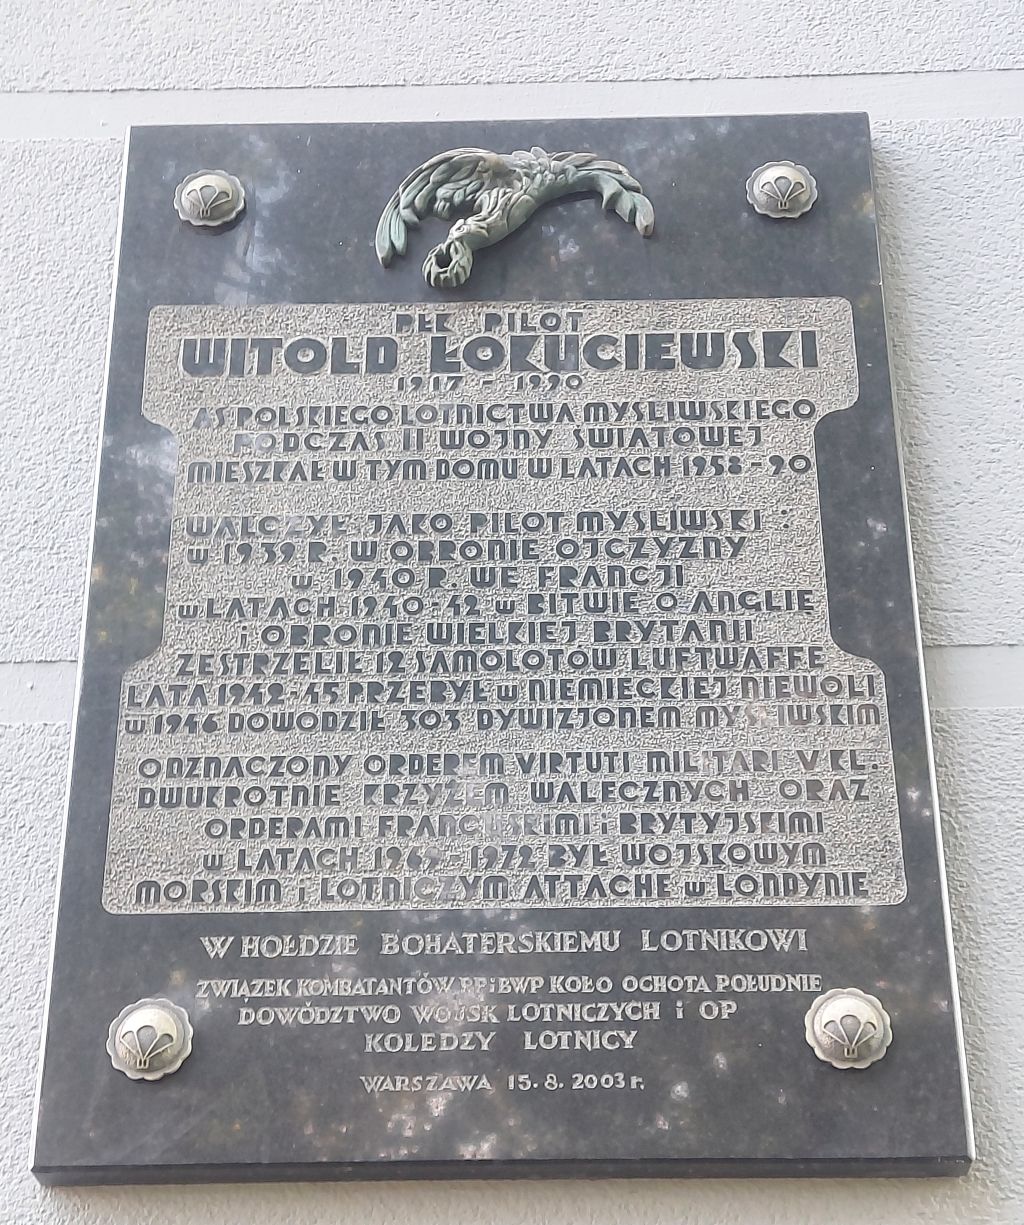 PŁK PILOT
WITOLD ŁOKUCIEWSKI
1917 - 1990
AS POLSKIEGO LOTNICTWA MYŚLIWSKIEGO
PODCZAS II WOJNY ŚWIATOWEJ
MIESZKAŁ W TYM DOMU W LATACH 1958-90
WALCZYŁ JAKO PILOT MYŚLIWSKI :
w 1939 R. W OBRONIE OJCZYZNY
w 1940 R. WE FRANCJI
w LATACH 1940-42 w BITWIE O ANGLIE
i OBRONIE WIELKIEJ BRYTANII
ZESTRZELIŁ 12 SAMOLOTÓW LUFTWAFFE
LATA 1942-45 PRZEBYŁ w NIEMIECKIEJ NIEWOLI
w 1946 DOWODZIŁ 303 DYWIZJONEM MYŚLIWSKIM
ODZNACZONY ORDEREM VIRTUTI MILITARI V KL.
DWUKROTNIE KRZYŻEM WALECZNYCH ORAZ
ORDERAMI FRANCUSKIMI i BRYTYJSKIMI
w LATACH 1969-1972 BYŁ WOJSKOWYM
MORSKIM i LOTNICZYM ATTACHE w LONDYNIE
W HOŁDZIE BOHATERSKIEMU LOTNIKOWI
ZWIĄZEK KOMBATANTÓW RP i BWP KOŁO OCHOTA POŁUDNIE
DOWÓDZTWO WOJSK LOTNICZYCH i OP
KOLEDZY LOTNICY
WARSZAWA 15.8.2003 r.